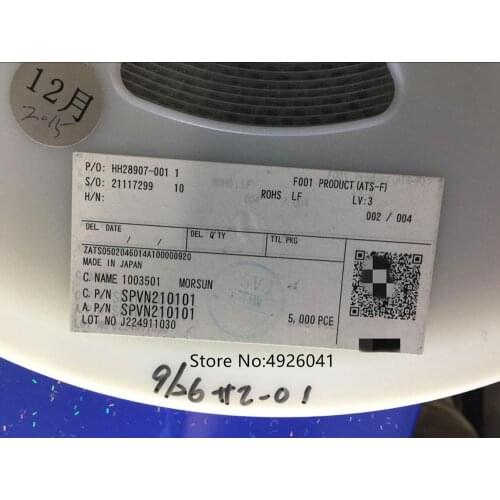 12月
2015
P/O: HH28907-001 1
S/O: 21117299 10
H/N:
F001 PRODUCT(ATS-F)
ROHS LF LV:3
002 / 004
DEL. DATE DEL. Q'TY TTL PKG
/ /
ZATS0502046014A100000920
MADE IN JAPAN
C. NAME 1003501 MORSUN
C. P/N SPVN210101
A. P/N SPVN210101
LOT NO J224911030
5,000 PCE
Store No:4926041